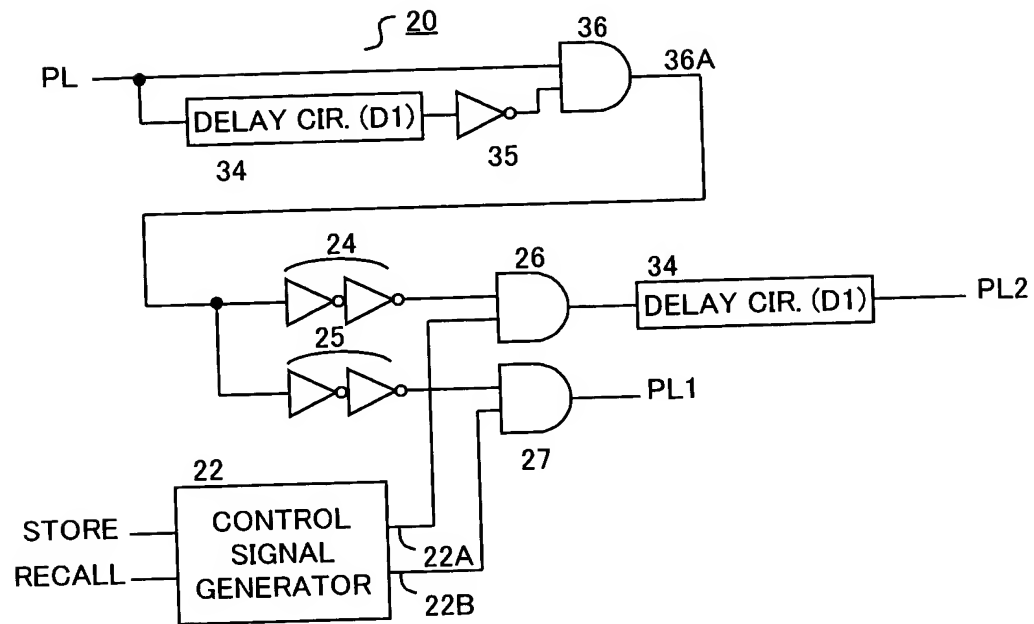 20
36
PL
36A
DELAY CIR. (D1)
35
34
24
26
34
DELAY CIR. (D1)
PL2
25
PL1
27
22
STORE
CONTROL
SIGNAL
GENERATOR
22A
RECALL
22B